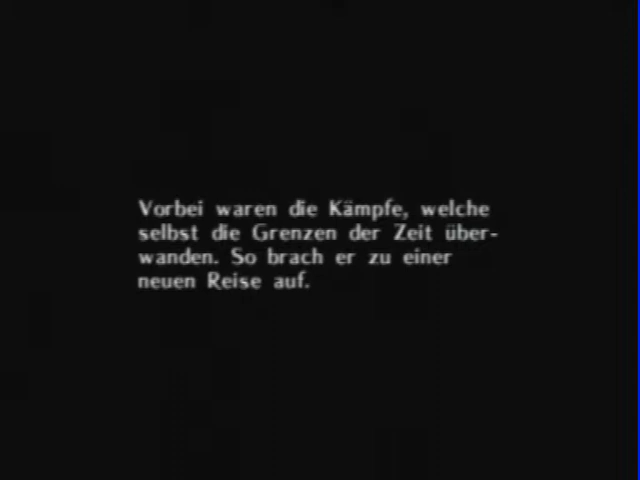 Vorbei waren die Kämpfe, welche
selbst die Grenzen der Zeit über-
wanden. So brach er zu einer
neuen Reise auf.